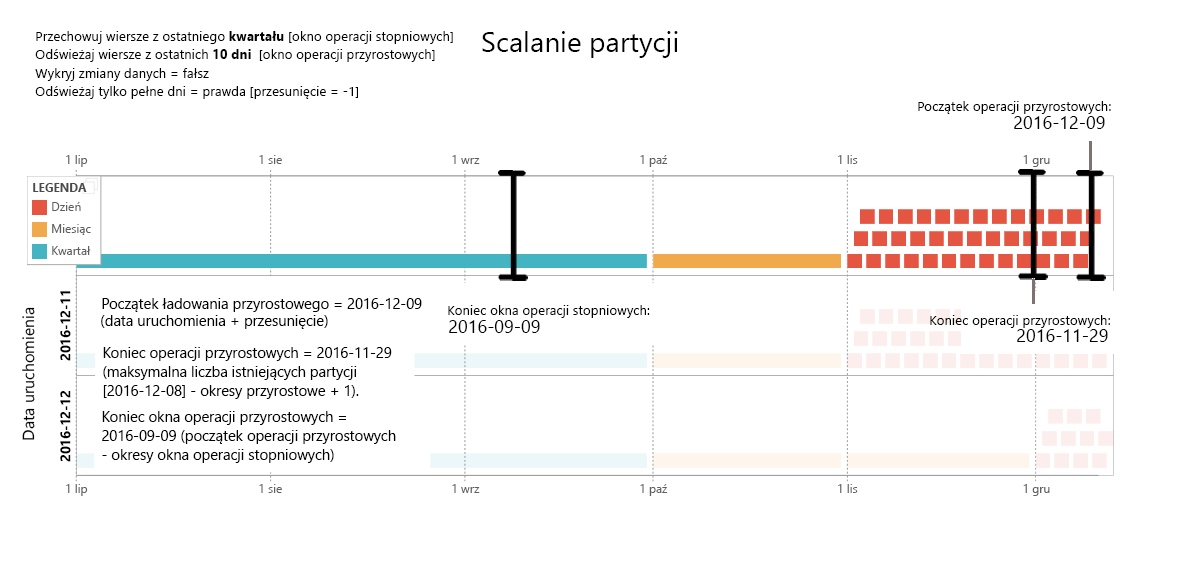 Przechowuj wiersze z ostatniego kwartału [okno operacji stopniowych]
Odświeżaj wiersze z ostatnich 10 dni [okno operacji przyrostowych]
Wykryj zmiany danych = fałsz
Odświeżaj tylko pełne dni = prawda [przesunięcie = -1]
Scalanie partycji
Początek operacji przyrostowych:
2016-12-09
1 lip
1 sie
1 wrz
1 paź
1 lis
1 gru
LEGENDA
Dzień
Miesiąc
Kwartał
Data uruchomienia
2016-12-11
2016-12-12
Początek ładowania przyrostowego = 2016-12-09
(data uruchomienia + przesunięcie)
Koniec operacji przyrostowych = 2016-11-29
(maksymalna liczba istniejących partycji
[2016-12-08] - okresy przyrostowe + 1).
Koniec okna operacji przyrostowych =
2016-09-09 (początek operacji przyrostowych
- okresy okna operacji stopniowych)
Koniec okna operacji stopniowych:
2016-09-09
Koniec operacji przyrostowych:
2016-11-29
1 lip
1 sie
1 wrz
1 paź
1 lis
1 gru